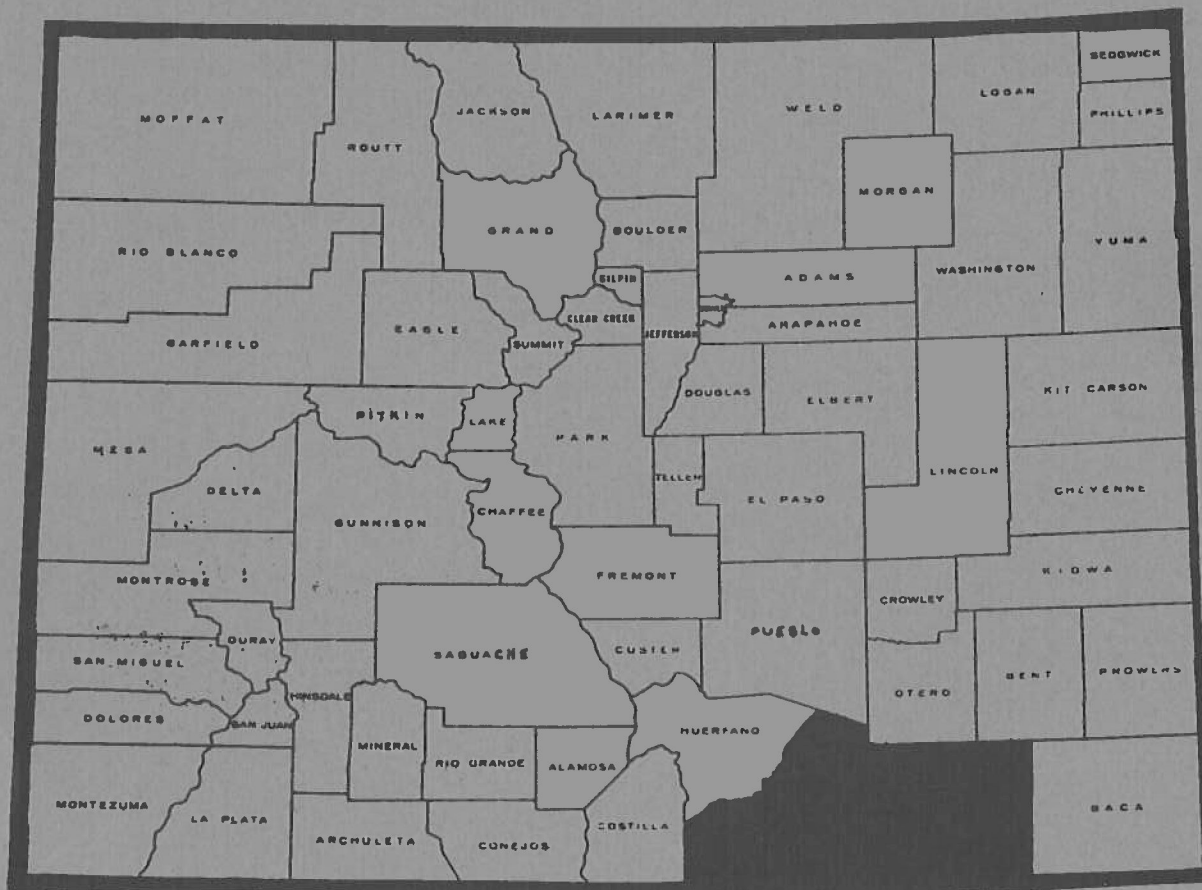 SEDGWICK
LOGAN
WELD
PHILLIPS
JACKSON
LARIMER
MOFFAT
ROUTT
MORGAN
GRAND
BOULDER
RIO BLANCO
YUMA
WASHINGTON
ADAMS
GILPIN
CLEAR CREEK
EAGLE
ARAPAHOE
JEFFERSON
GARFIELD
SUMMIT
KIT CARSON
DOUGLAS
ELBERT
PITKIN
LAKE
PARK
MESA
LINCOLN
TELLER
DELTA
CHEYENNE
EL PASO
CHAFFEE
GUNNISON
KIOWA
FREMONT
MONTROSE
CROWLEY
PUEBLO
OURAY
CUSTER
SAGUACHE
SAN MIGUEL
BENT
PROWERS
OTERO
HINSDALE
DOLORES
SAN JUAN
HUERFANO
MINERAL
RIO GRANDE
ALAMOSA
MONTEZUMA
BACA
LA PLATA
COSTILLA
ARCHULETA
CONEJOS